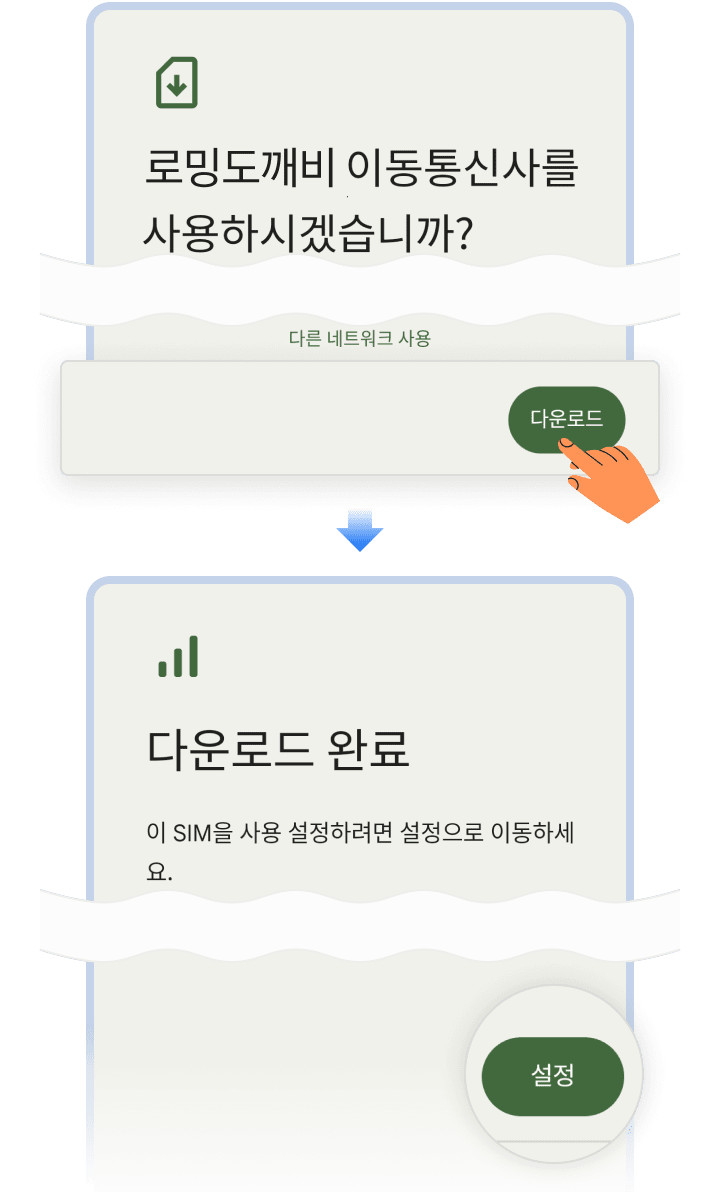 로밍도깨비 이동통신사를
사용하시겠습니까?
다른 네트워크 사용
다운로드
다운로드 완료
이 SIM을 사용 설정하려면 설정으로 이동하세
요.
설정